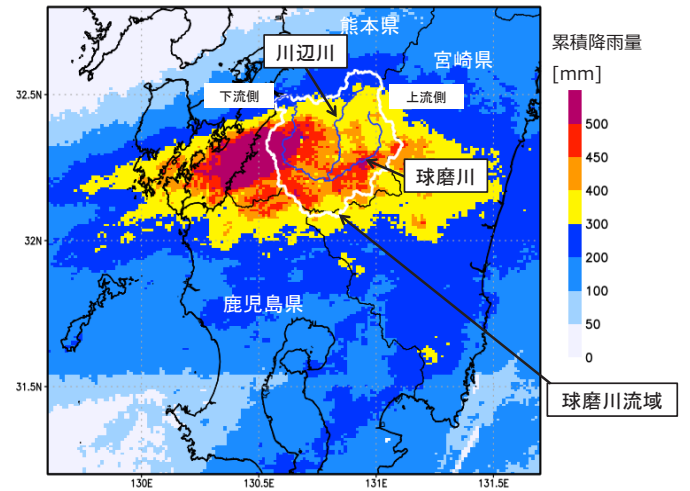 熊本県
川辺川
宮崎県
累積降雨量
[mm]
下流側
上流側
32.5N
500
450
球磨川
400
300
32N
200
100
鹿児島県
50
0
31.5N
球磨川流域
130E
130.5E
131E
131.5E